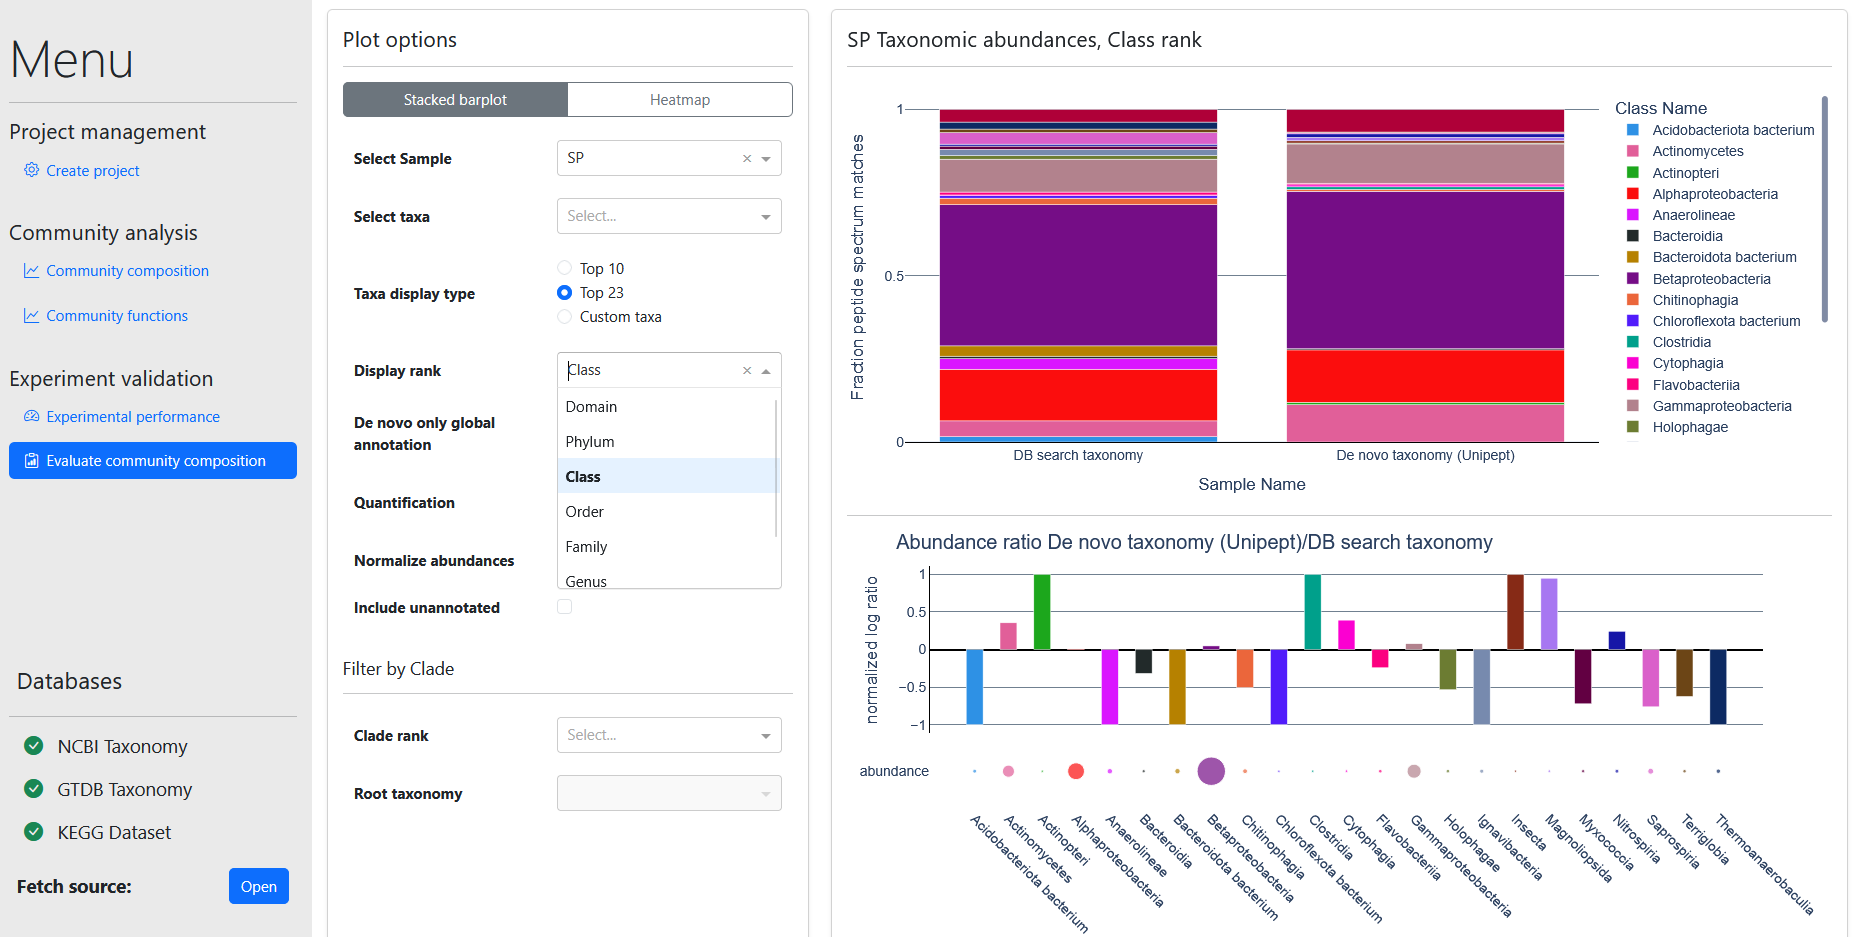 Menu
Project management
Create project
Community analysis
Community composition
Community functions
Experiment validation
Experimental performance
Evaluate community composition
Databases
NCBI Taxonomy
GTDB Taxonomy
KEGG Dataset
Fetch source:
Open
Plot options
Stacked barplot
Heatmap
Select Sample
SP
Select taxa
Select...
Taxa display type
Top 10
Top 23
Custom taxa
Display rank
Class
Domain
Phylum
Class
Order
Family
Genus
De novo only global
annotation
Quantification
Normalize abundances
Include unannotated
Filter by Clade
Clade rank
Select...
Root taxonomy
SP Taxonomic abundances, Class rank
Fraction peptide spectrum matches
1
0.5
0
DB search taxonomy
De novo taxonomy (Unipept)
Sample Name
Class Name
Acidobacteriota bacterium
Actinomycetes
Actinopteri
Alphaproteobacteria
Anaerolineae
Bacteroidia
Bacteroidota bacterium
Betaproteobacteria
Chitinophagia
Chloroflexota bacterium
Clostridia
Cytophagia
Flavobacteriia
Gammaproteobacteria
Holophagae
Abundance ratio De novo taxonomy (Unipept)/DB search taxonomy
normalized log ratio
1
0.5
0
−0.5
−1
abundance
Acidobacteriota bacterium
Actinomycetes
Actinopteri
Alphaproteobacteria
Anaerolineae
Bacteroidia
Bacteroidota bacterium
Betaproteobacteria
Chitinophagia
Chloroflexota bacterium
Clostridia
Cytophagia
Flavobacteriia
Gammaproteobacteria
Holophagae
Ignavibacteria
Insecta
Magnoliopsida
Myxococcia
Nitrospiria
Saprospiria
Terriglobia
Thermoanaerobaculia